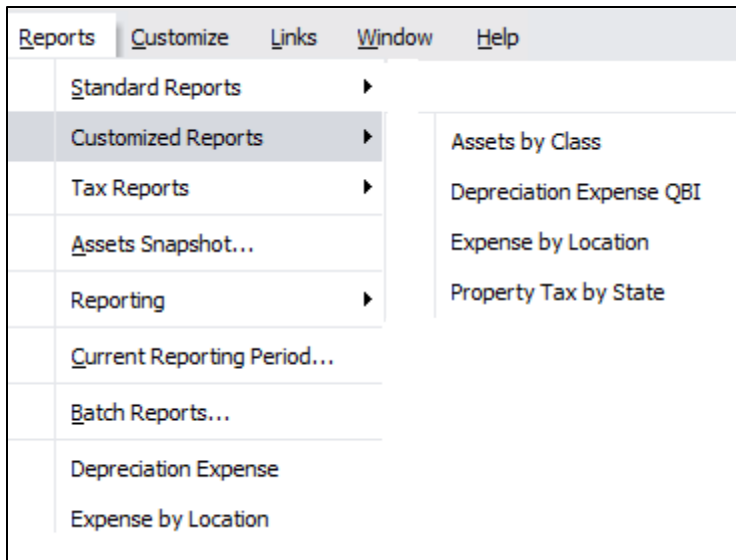 Reports Customize Links Window Help
Standard Reports
Customized Reports
Assets by Class
Tax Reports
Depreciation Expense QBI
Assets Snapshot...
Expense by Location
Reporting
Property Tax by State
Current Reporting Period...
Batch Reports...
Depreciation Expense
Expense by Location